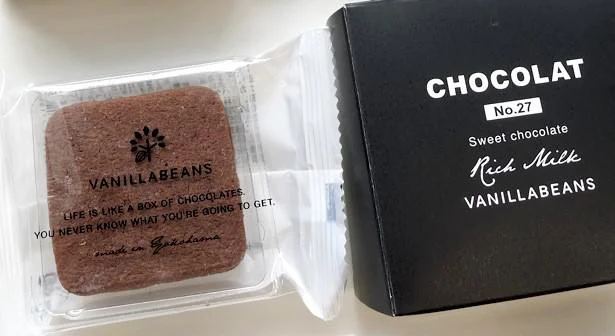 VANILLABEANS
LIFE IS LIKE A BOX OF CHOCQLATES.
YOU NEVER KNOW WHAT YOU'RE GOING TO GET.
made in Yokohama
CHOCOLAT
No.27
Sweet chocolate
Rich Milk
VANILLABEANS